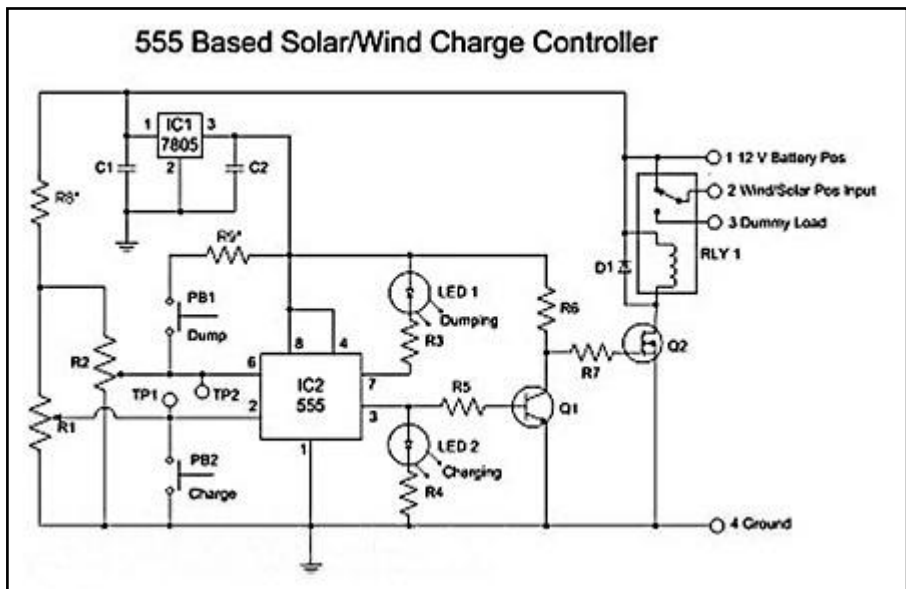 555 Based Solar/Wind Charge Controller
1 IC1 3
7805
2
C1
C2
R8*
R9*
1 12 V Battery Pos
2 Wind/Solar Pos Input
3 Dummy Load
RLY 1
D1
PB1
Dump
LED 1
Dumping
R3
R6
R2
8
4
6
TP1
TP2
IC2
555
7
2
3
R5
R7
Q2
Q1
R1
1
PB2
Charge
LED 2
Charging
R4
4 Ground